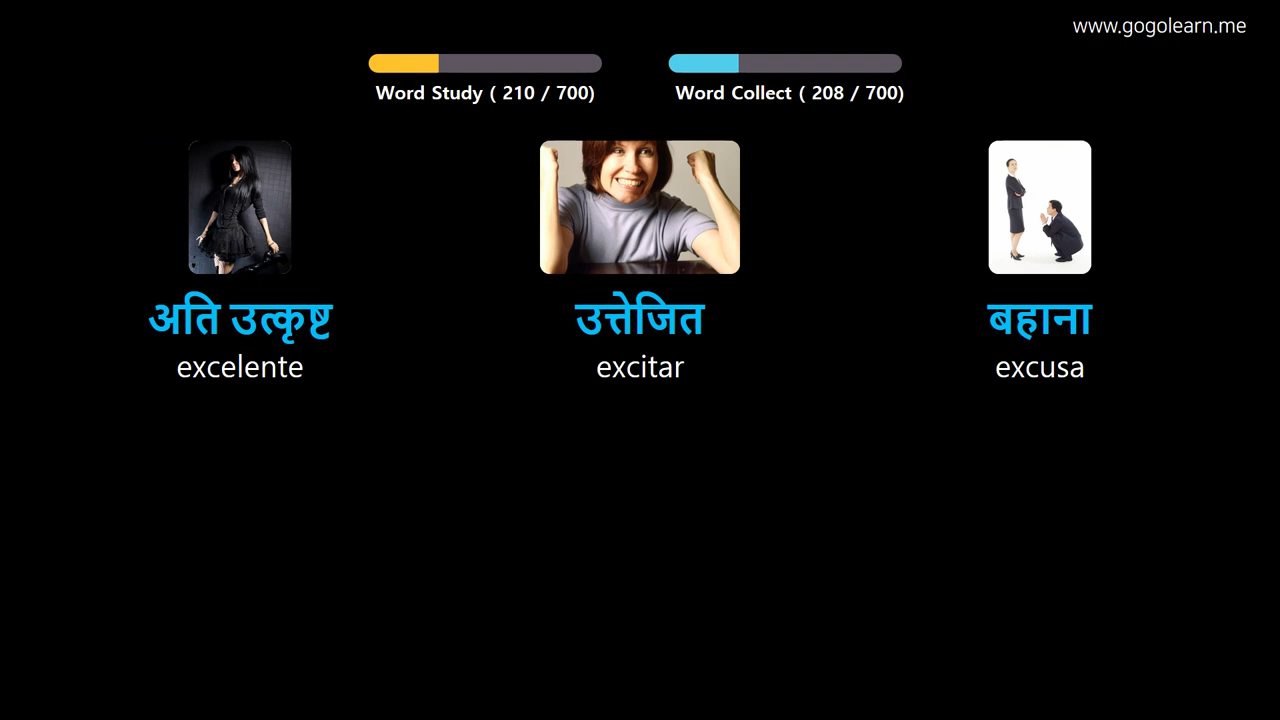 www.gogolearn.me
Word Study ( 210 / 700)
Word Collect ( 208 / 700)
अति उत्कृष्ट
excelente
उत्तेजित
excitar
बहाना
excusa